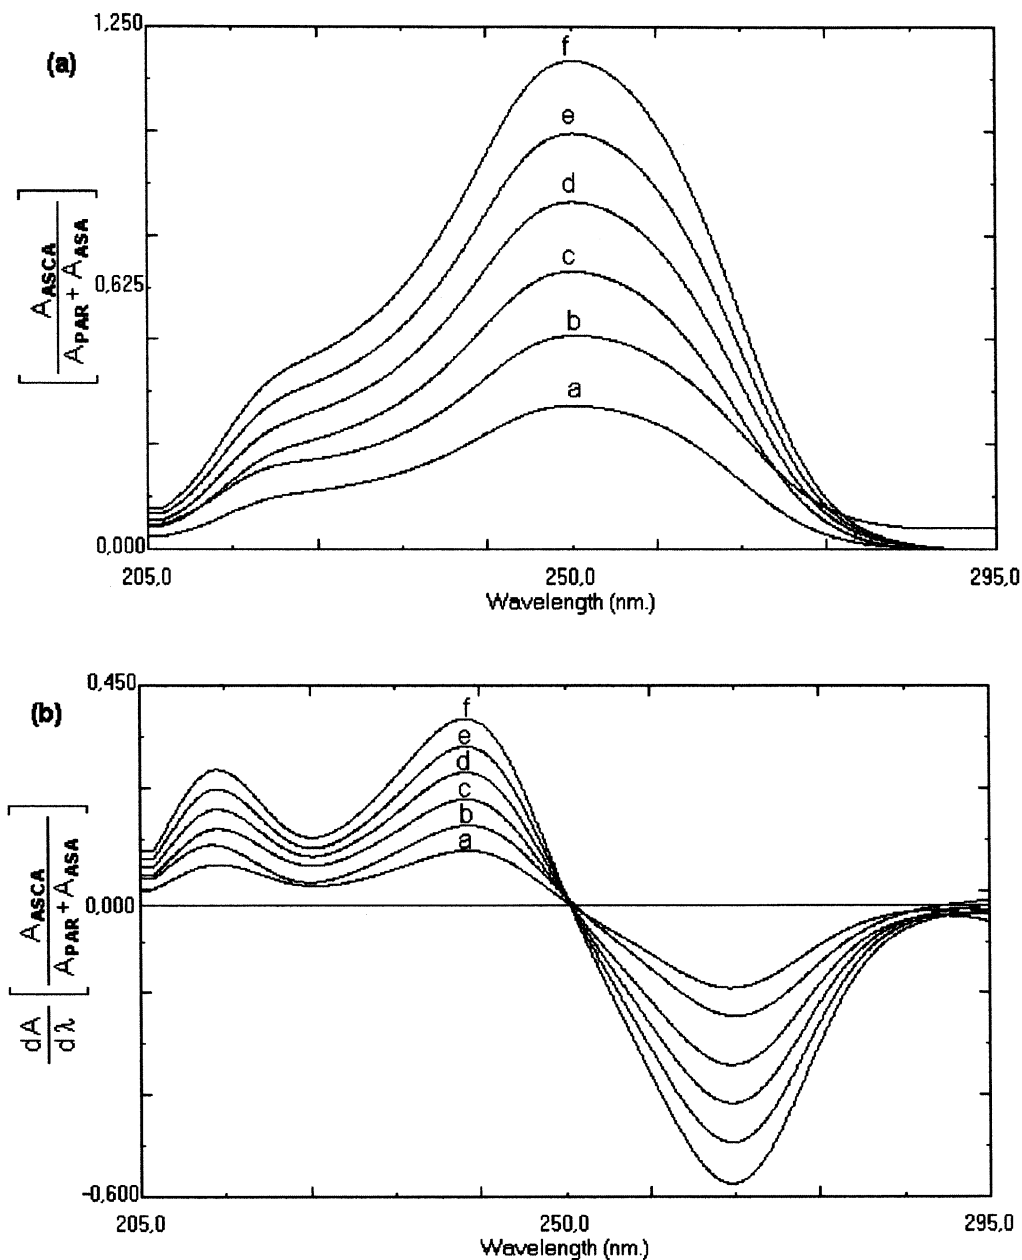 (a)
1,250
0,625
0,000
A_ASCA
A_PAR + A_ASA
f
e
d
c
b
a
205,0
250,0
295,0
Wavelength (nm.)
(b)
0,450
0,000
-0,600
dA
dλ
A_ASCA
A_PAR + A_ASA
f
e
d
c
b
a
205,0
250,0
295,0
Wavelength (nm.)